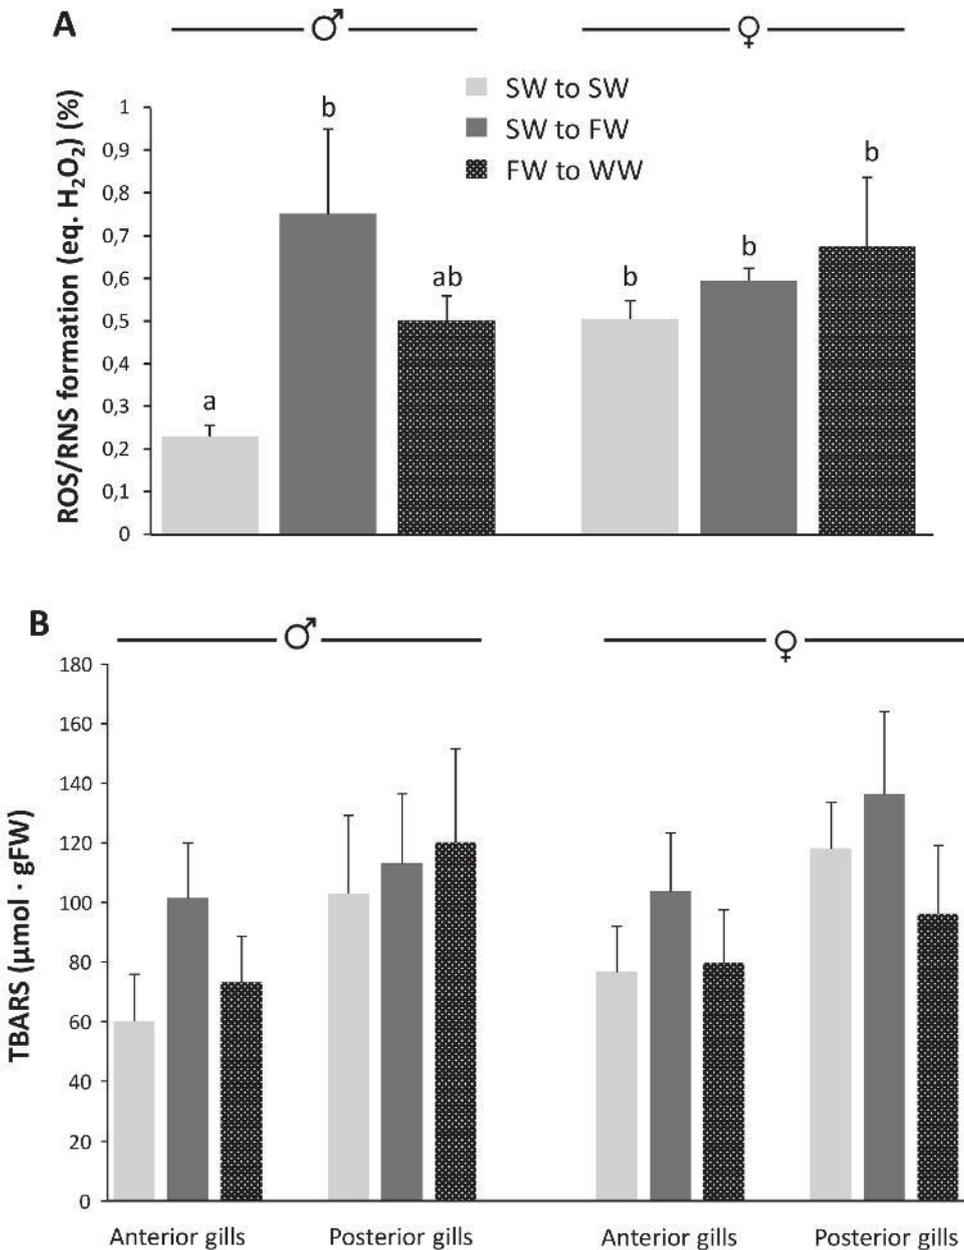 A
♂ ♀
SW to SW
SW to FW
FW to WW
ROS/RNS formation (eq. H₂O₂) (%)
1
0,9
0,8
0,7
0,6
0,5
0,4
0,3
0,2
0,1
0
a b ab b b b
B
♂ ♀
TBARS (µmol · gFW)
180
160
140
120
100
80
60
40
20
0
Anterior gills Posterior gills Anterior gills Posterior gills